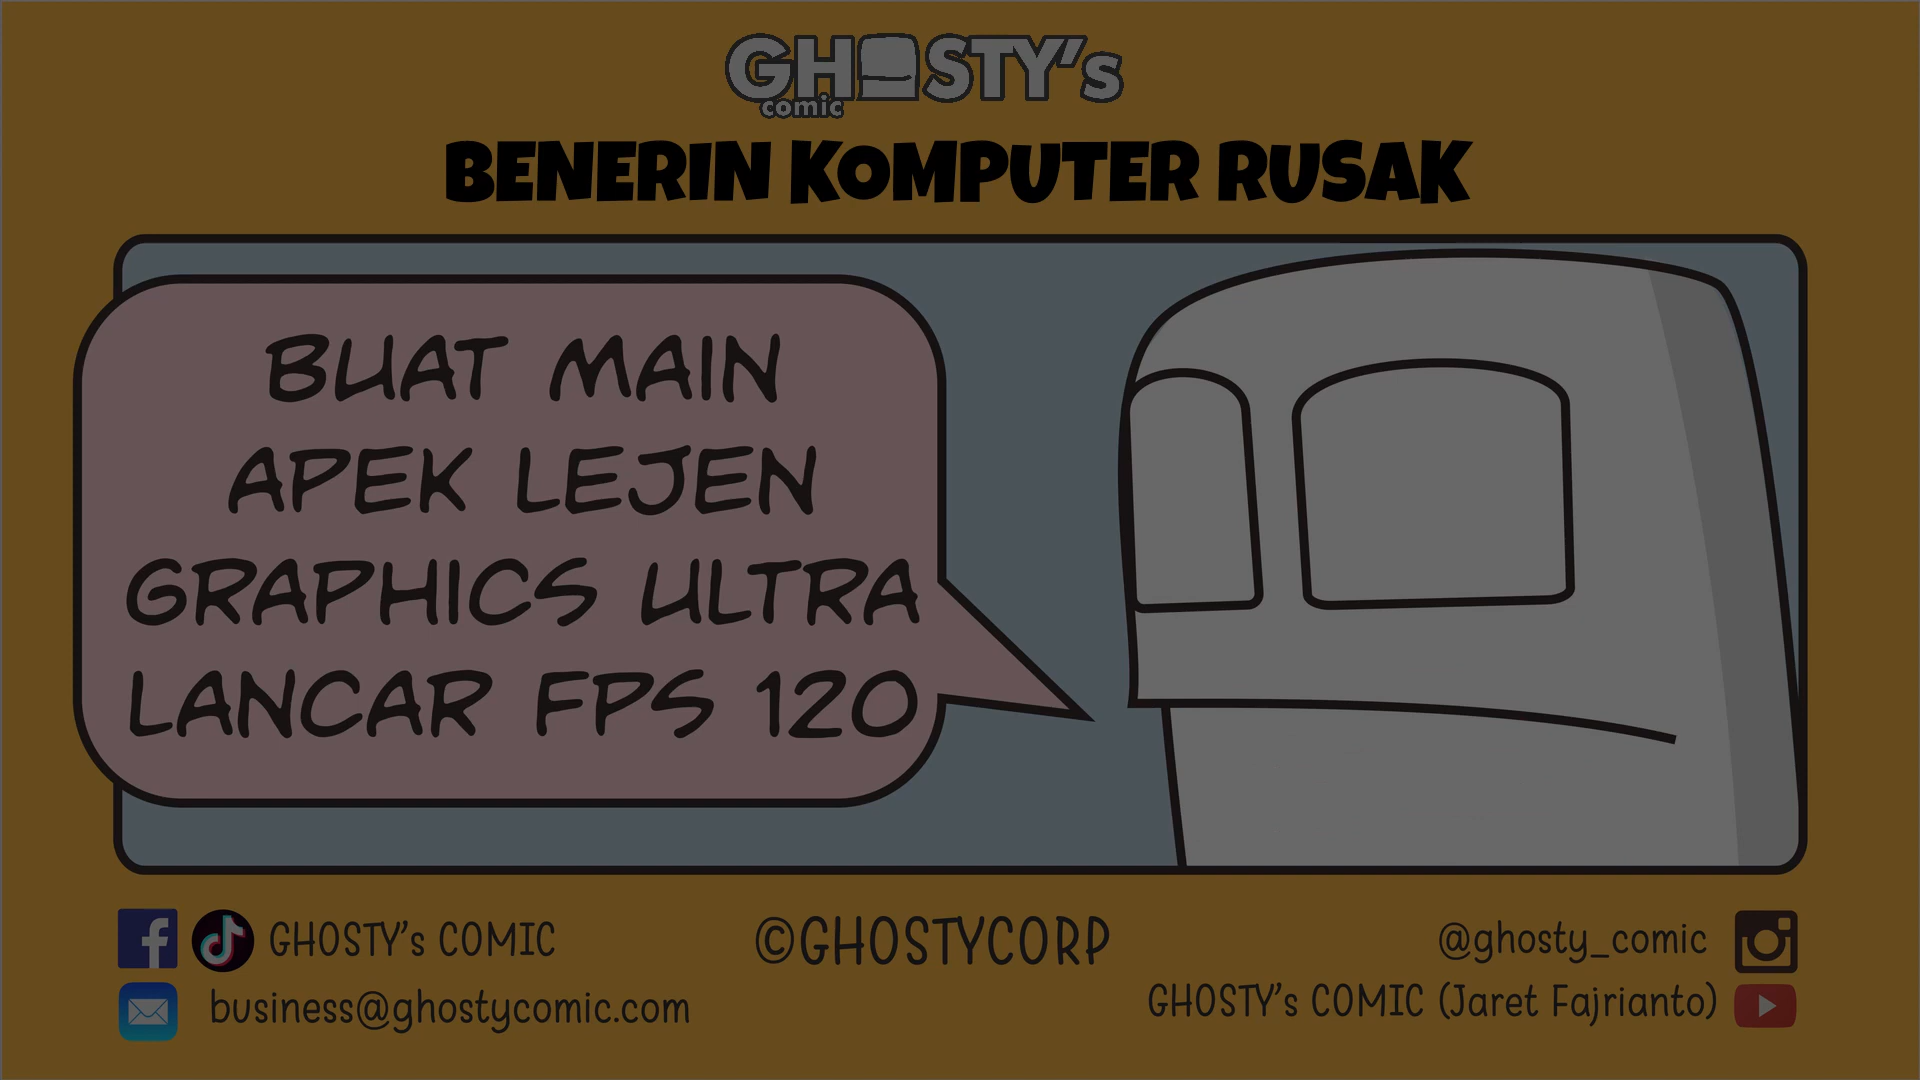 GHOSTY's
comic
BENERIN KOMPUTER RUSAK
BUAT MAIN
APEK LEJEN
GRAPHICS ULTRA
LANCAR FPS 120
GHOSTY's COMIC
©GHOSTYCORP
@ghosty_comic
business@ghostycomic.com
GHOSTY's COMIC (Jaret Fajrianto)